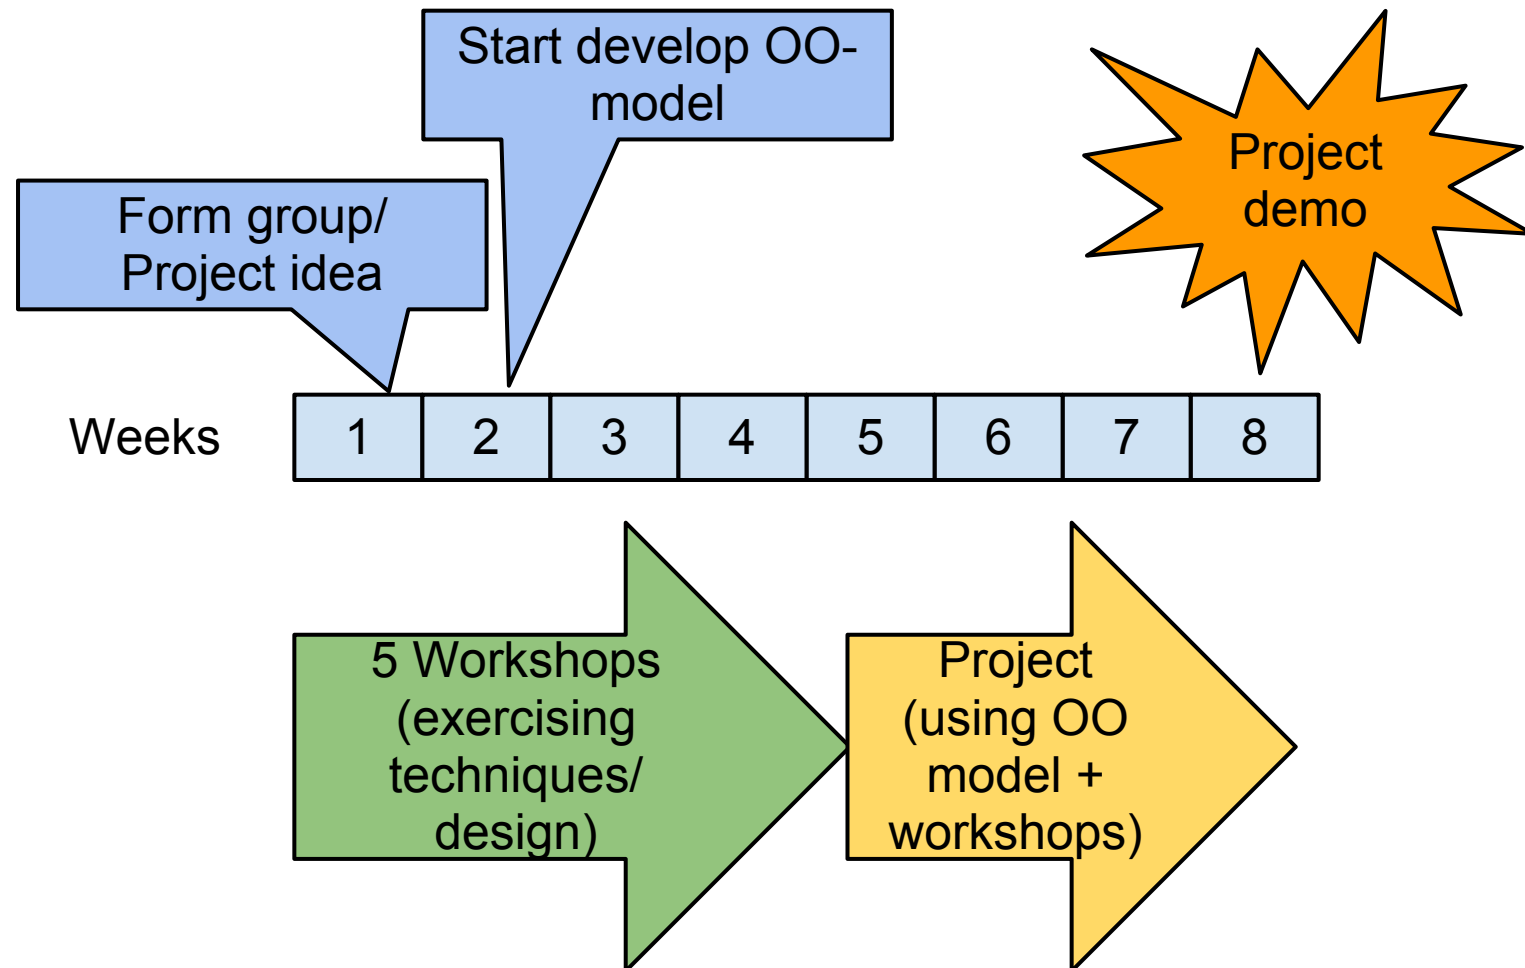 Start develop OO-
model
Project
demo
Form group/
Project idea
Weeks 1 2 3 4 5 6 7 8
5 Workshops
(exercising
techniques/
design)
Project
(using OO
model +
workshops)